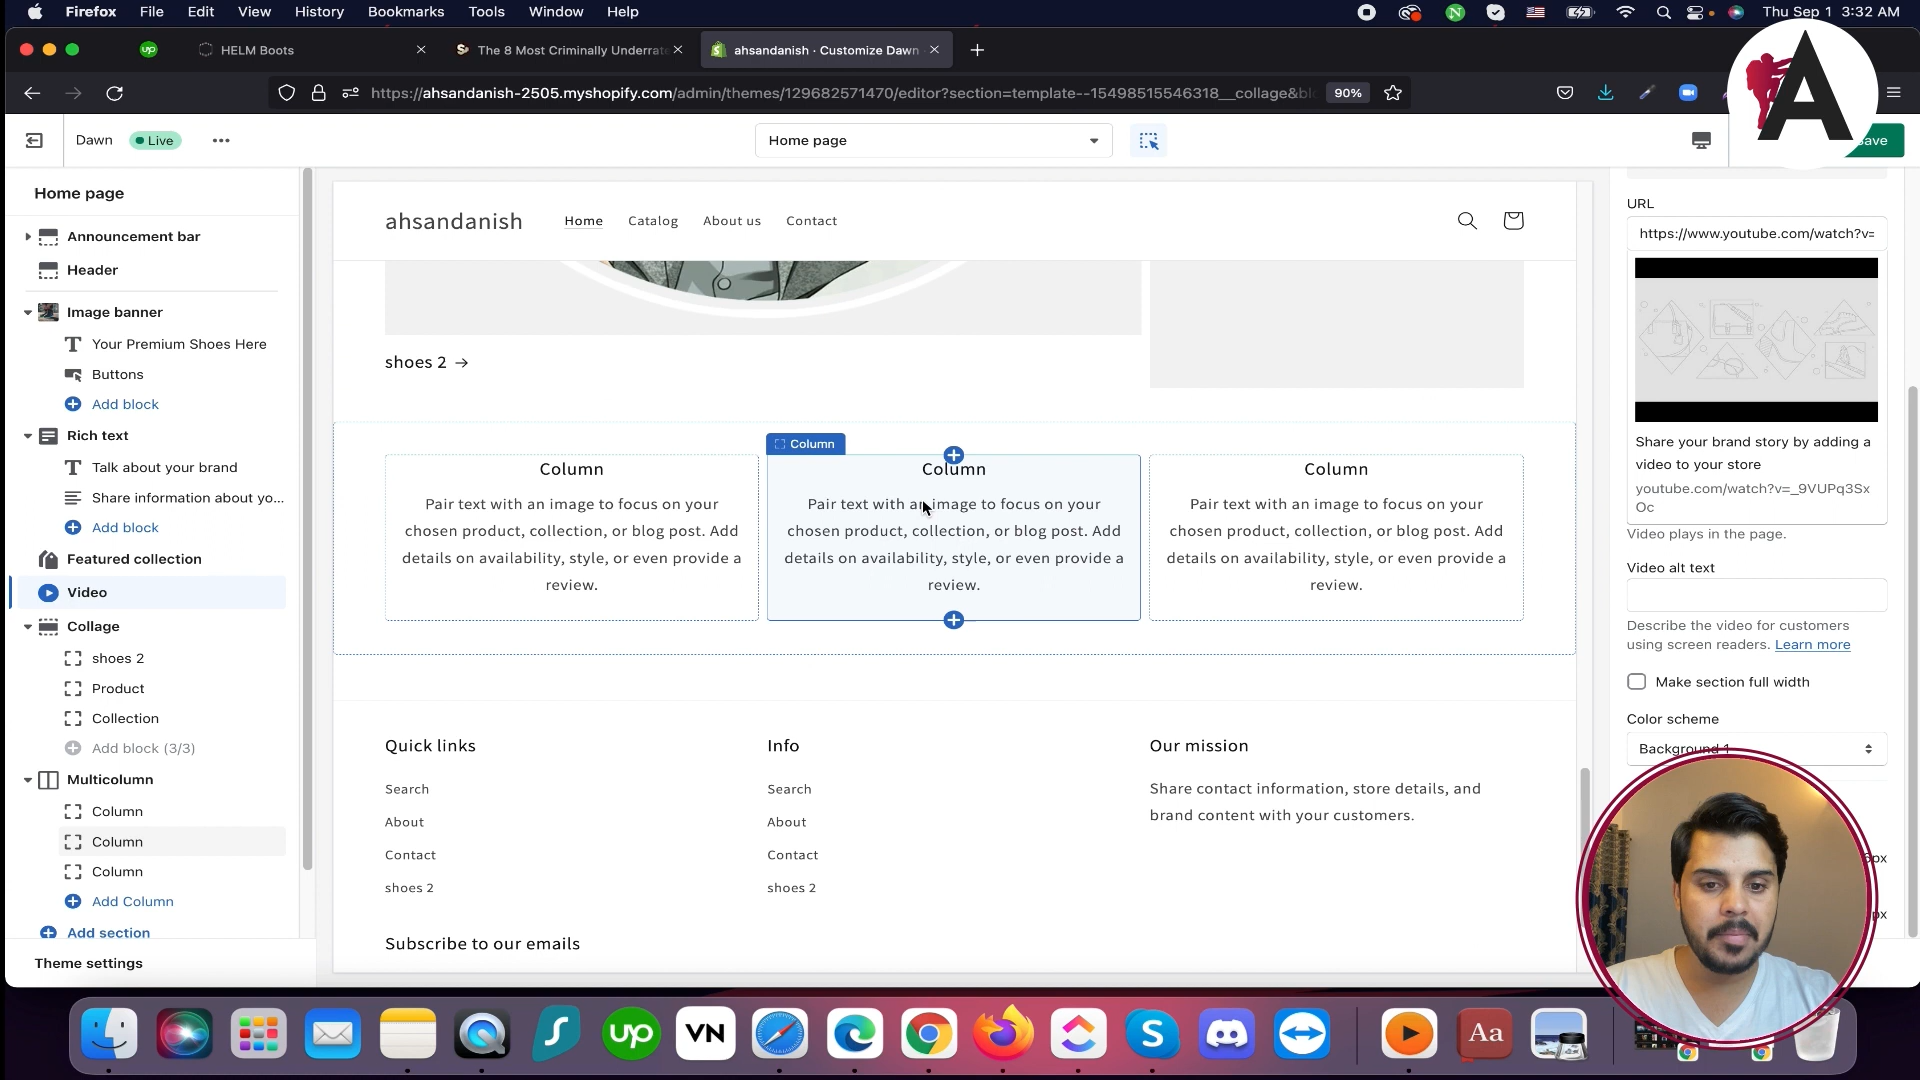 Firefox File Edit View History Bookmarks Tools Window Help Thu Sep 1 3:32 AM
up HELM Boots The 8 Most Criminally Underrate ahsandanish · Customize Dawn
https://ahsandanish-2505.myshopify.com/admin/themes/129682571470/editor?section=template--15498515546318__collage&bl 90%
A
Dawn Live Home page
Home page
Announcement bar
Header
Image banner
Your Premium Shoes Here
Buttons
Add block
Rich text
Talk about your brand
Share information about yo...
Add block
Featured collection
Video
Collage
shoes 2
Product
Collection
Add block (3/3)
Multicolumn
Column
Column
Column
Add Column
Add section
Theme settings
ahsandanish Home Catalog About us Contact
shoes 2 →
Column
Column
Pair text with an image to focus on your
chosen product, collection, or blog post. Add
details on availability, style, or even provide a
review.
Column
Pair text with an image to focus on your
chosen product, collection, or blog post. Add
details on availability, style, or even provide a
review.
Column
Pair text with an image to focus on your
chosen product, collection, or blog post. Add
details on availability, style, or even provide a
review.
Quick links
Search
About
Contact
shoes 2
Info
Search
About
Contact
shoes 2
Our mission
Share contact information, store details, and
brand content with your customers.
Subscribe to our emails
URL
https://www.youtube.com/watch?v=
Share your brand story by adding a
video to your store
youtube.com/watch?v=_9VUPq3Sx
Oc
Video plays in the page.
Video alt text
Describe the video for customers
using screen readers. Learn more
Make section full width
Color scheme
Background 1
px
px
up VN Aa